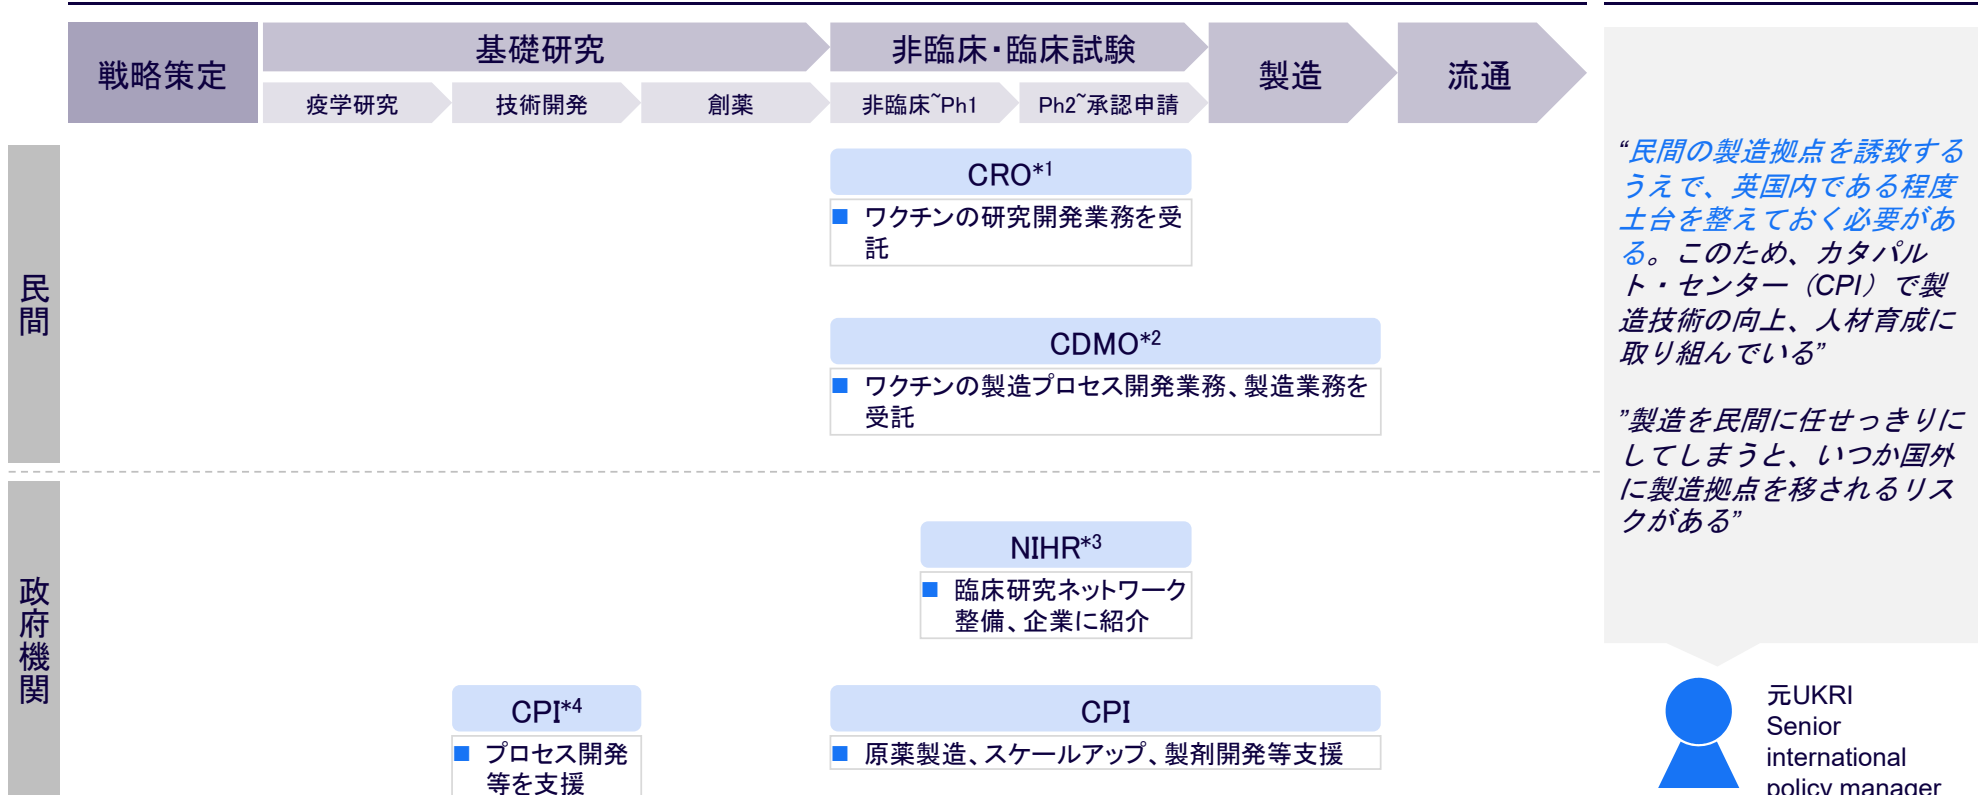 戦略策定
基礎研究
非臨床・臨床試験
製造
流通
疫学研究
技術開発
創薬
非臨床~Ph1
Ph2~承認申請
民間
CRO*1
■ ワクチンの研究開発業務を受
託
CDMO*2
■ ワクチンの製造プロセス開発業務、製造業務を
受託
政府機関
NIHR*3
■ 臨床研究ネットワーク
整備、企業に紹介
CPI*4
■ プロセス開発
等を支援
CPI
■ 原薬製造、スケールアップ、製剤開発等支援
“民間の製造拠点を誘致する
うえで、英国内である程度
土台を整えておく必要があ
る。このため、カタパル
ト・センター（CPI）で製
造技術の向上、人材育成に
取り組んでいる”
”製造を民間に任せっきりに
してしまうと、いつか国外
に製造拠点を移されるリス
クがある”
元UKRI
Senior
international
policy manager